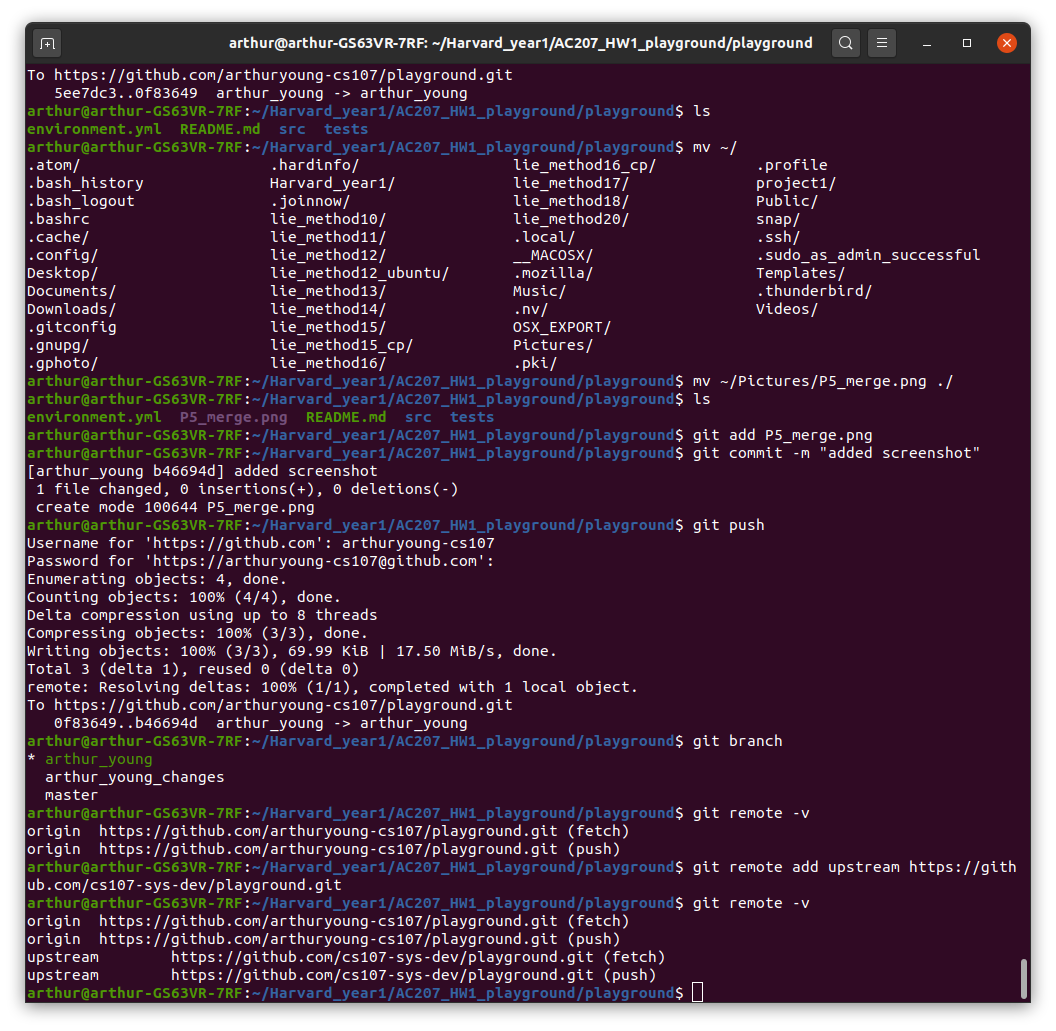 arthur@arthur-GS63VR-7RF: ~/Harvard_year1/AC207_HW1_playground/playground
To https://github.com/arthuryoung-cs107/playground.git
   5ee7dc3..0f83649  arthur_young -> arthur_young
arthur@arthur-GS63VR-7RF:~/Harvard_year1/AC207_HW1_playground/playground$ ls
environment.yml  README.md  src  tests
arthur@arthur-GS63VR-7RF:~/Harvard_year1/AC207_HW1_playground/playground$ mv ~/
.atom/                     .hardinfo/                 lie_method16_cp/           .profile
.bash_history              Harvard_year1/             lie_method17/              project1/
.bash_logout               .joinnow/                  lie_method18/              Public/
.bashrc                    lie_method10/              lie_method20/              snap/
.cache/                    lie_method11/              .local/                    .ssh/
.config/                   lie_method12/              __MACOSX/                  .sudo_as_admin_successful
Desktop/                   lie_method12_ubuntu/       .mozilla/                  Templates/
Documents/                 lie_method13/              Music/                     .thunderbird/
Downloads/                 lie_method14/              .nv/                       Videos/
.gitconfig                 lie_method15/              OSX_EXPORT/
.gnupg/                    lie_method15_cp/           Pictures/
.gphoto/                   lie_method16/              .pki/
arthur@arthur-GS63VR-7RF:~/Harvard_year1/AC207_HW1_playground/playground$ mv ~/Pictures/P5_merge.png ./
arthur@arthur-GS63VR-7RF:~/Harvard_year1/AC207_HW1_playground/playground$ ls
environment.yml  P5_merge.png  README.md  src  tests
arthur@arthur-GS63VR-7RF:~/Harvard_year1/AC207_HW1_playground/playground$ git add P5_merge.png
arthur@arthur-GS63VR-7RF:~/Harvard_year1/AC207_HW1_playground/playground$ git commit -m "added screenshot"
[arthur_young b46694d] added screenshot
 1 file changed, 0 insertions(+), 0 deletions(-)
 create mode 100644 P5_merge.png
arthur@arthur-GS63VR-7RF:~/Harvard_year1/AC207_HW1_playground/playground$ git push
Username for 'https://github.com': arthuryoung-cs107
Password for 'https://arthuryoung-cs107@github.com':
Enumerating objects: 4, done.
Counting objects: 100% (4/4), done.
Delta compression using up to 8 threads
Compressing objects: 100% (3/3), done.
Writing objects: 100% (3/3), 69.99 KiB | 17.50 MiB/s, done.
Total 3 (delta 1), reused 0 (delta 0)
remote: Resolving deltas: 100% (1/1), completed with 1 local object.
To https://github.com/arthuryoung-cs107/playground.git
   0f83649..b46694d  arthur_young -> arthur_young
arthur@arthur-GS63VR-7RF:~/Harvard_year1/AC207_HW1_playground/playground$ git branch
* arthur_young
  arthur_young_changes
  master
arthur@arthur-GS63VR-7RF:~/Harvard_year1/AC207_HW1_playground/playground$ git remote -v
origin  https://github.com/arthuryoung-cs107/playground.git (fetch)
origin  https://github.com/arthuryoung-cs107/playground.git (push)
arthur@arthur-GS63VR-7RF:~/Harvard_year1/AC207_HW1_playground/playground$ git remote add upstream https://gith
ub.com/cs107-sys-dev/playground.git
arthur@arthur-GS63VR-7RF:~/Harvard_year1/AC207_HW1_playground/playground$ git remote -v
origin  https://github.com/arthuryoung-cs107/playground.git (fetch)
origin  https://github.com/arthuryoung-cs107/playground.git (push)
upstream        https://github.com/cs107-sys-dev/playground.git (fetch)
upstream        https://github.com/cs107-sys-dev/playground.git (push)
arthur@arthur-GS63VR-7RF:~/Harvard_year1/AC207_HW1_playground/playground$